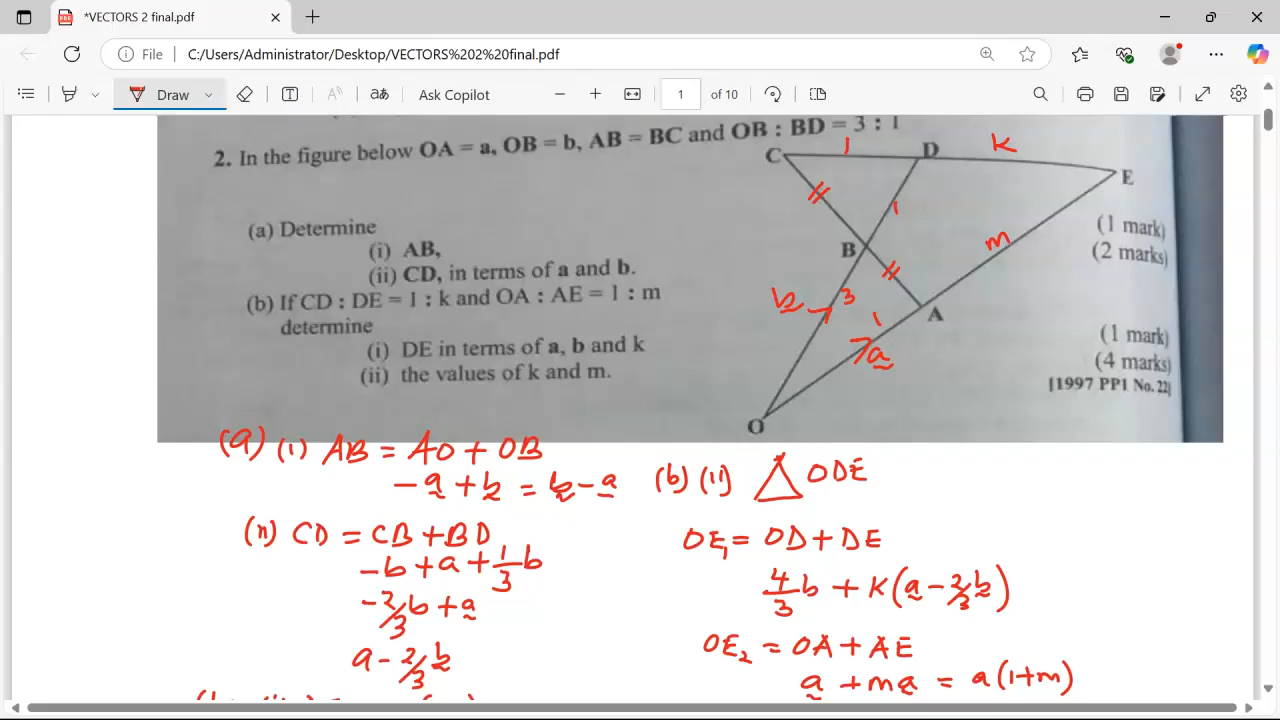 *VECTORS 2 final.pdf
File C:/Users/Administrator/Desktop/VECTORS%202%20final.pdf
Draw
Ask Copilot
1 of 10
2. In the figure below OA = a, OB = b, AB = BC and OB : BD = 3 : 1
(a) Determine
(i) AB, (1 mark)
(ii) CD, in terms of a and b. (2 marks)
(b) If CD : DE = 1 : k and OA : AE = 1 : m
determine
(i) DE in terms of a, b and k (1 mark)
(ii) the values of k and m. (4 marks)
[1997 PP1 No. 22]
C 1 D K E
1
B m
b 3
1 A
a
O
(a) (i) AB = AO + OB
-a + b = b - a
(ii) CD = CB + BD
-b + a + 1/3 b
-2/3 b + a
a - 2/3 b
(b) (ii) △ ODE
OE₁ = OD + DE
4/3 b + K(a - 2/3 b)
OE₂ = OA + AE
a + ma = a(1+m)